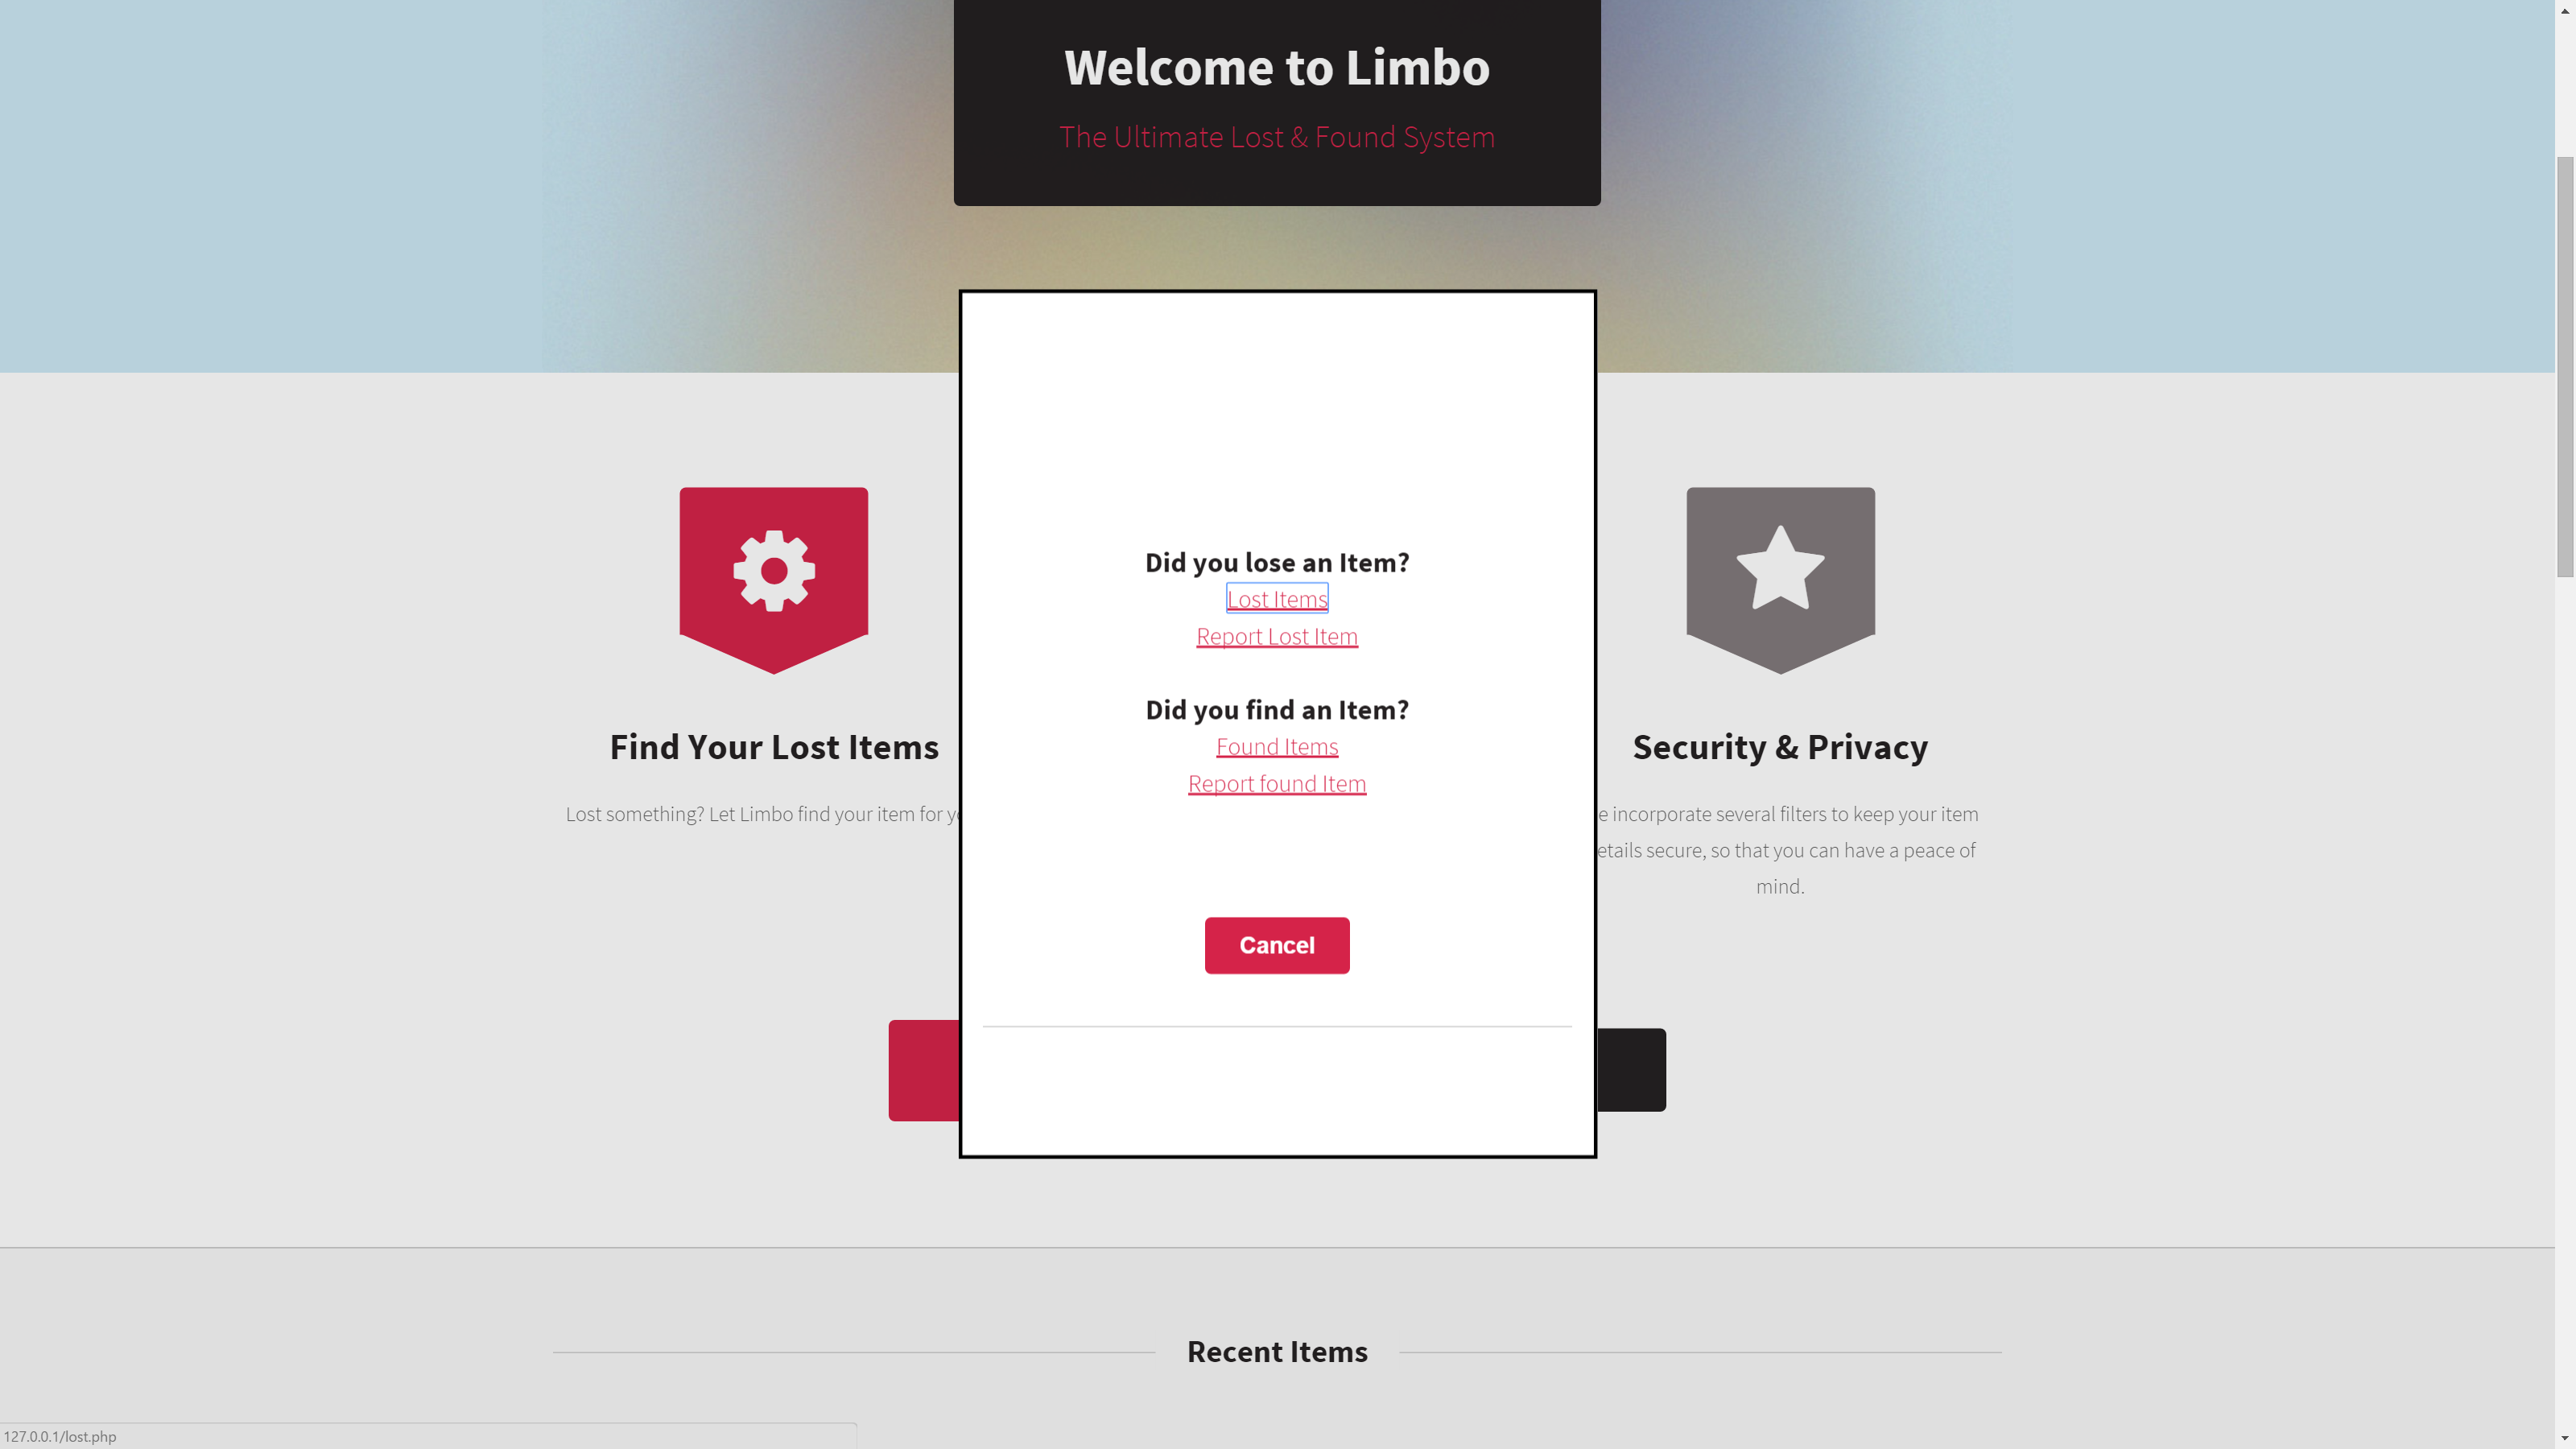 Welcome to Limbo
The Ultimate Lost & Found System
Did you lose an Item?
Lost Items
Report Lost Item
Did you find an Item?
Found Items
Report found Item
Cancel
Find Your Lost Items
Lost something? Let Limbo find your item for
Security & Privacy
incorporate several filters to keep your item
secure, so that you can have a peace of
mind.
Recent Items
127.0.0.1/lost.php